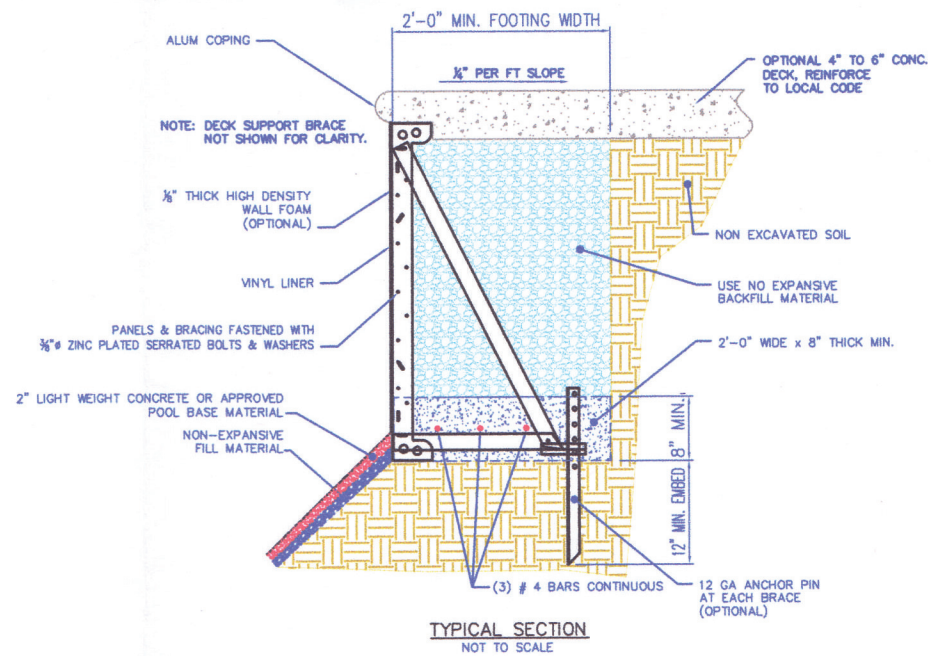 2'-0" MIN. FOOTING WIDTH
ALUM COPING
¼" PER FT SLOPE
OPTIONAL 4" TO 6" CONC.
DECK, REINFORCE
TO LOCAL CODE
NOTE: DECK SUPPORT BRACE
NOT SHOWN FOR CLARITY.
⅛" THICK HIGH DENSITY
WALL FOAM
(OPTIONAL)
NON EXCAVATED SOIL
VINYL LINER
USE NO EXPANSIVE
BACKFILL MATERIAL
PANELS & BRACING FASTENED WITH
⅜"ø ZINC PLATED SERRATED BOLTS & WASHERS
2'-0" WIDE x 8" THICK MIN.
2" LIGHT WEIGHT CONCRETE OR APPROVED
POOL BASE MATERIAL
NON-EXPANSIVE
FILL MATERIAL
8" MIN.
12" MIN. EMBED
(3) # 4 BARS CONTINUOUS
12 GA ANCHOR PIN
AT EACH BRACE
(OPTIONAL)
TYPICAL SECTION
NOT TO SCALE